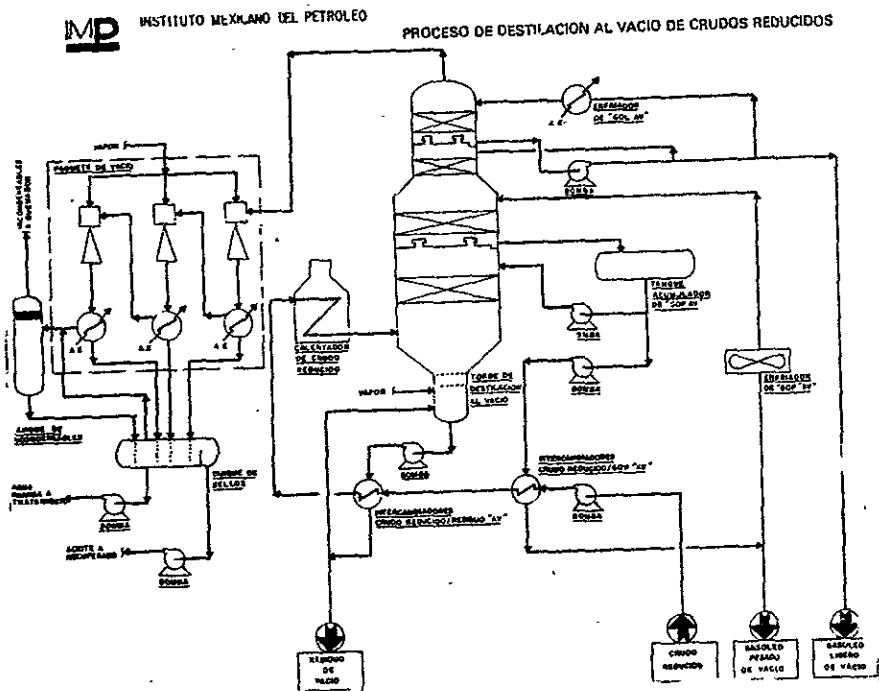 IMP
INSTITUTO MEXICANO DEL PETROLEO
PROCESO DE DESTILACION AL VACIO DE CRUDOS REDUCIDOS
VAPOR
PAQUETE DE VACIO
INCONDENSABLES
A QUEMADOR
A.E.
A.E.
A.E.
TANQUE DE
SELLOS
AGUA
AMARGA A
TRATAMIENTO
BOMBA
ACEITE A
RECUPERADO
BOMBA
CALENTADOR
DE CRUDO
REDUCIDO
VAPOR
TORRE DE
DESTILACION
AL VACIO
BOMBA
INTERCAMBIADORES
CRUDO REDUCIDO/RESIDUO "AV"
INTERCAMBIADORES
CRUDO REDUCIDO/GOP "AV"
BOMBA
A.E.
ENFRIADOR
DE "GOL AV"
BOMBA
TANQUE
ACUMULADOR
DE "GOP AV"
BOMBA
BOMBA
ENFRIADOR
DE "GOP AV"
RESIDUO
DE
VACIO
CRUDO
REDUCIDO
GASOLEO
PESADO
DE VACIO
GASOLEO
LIGERO
DE VACIO